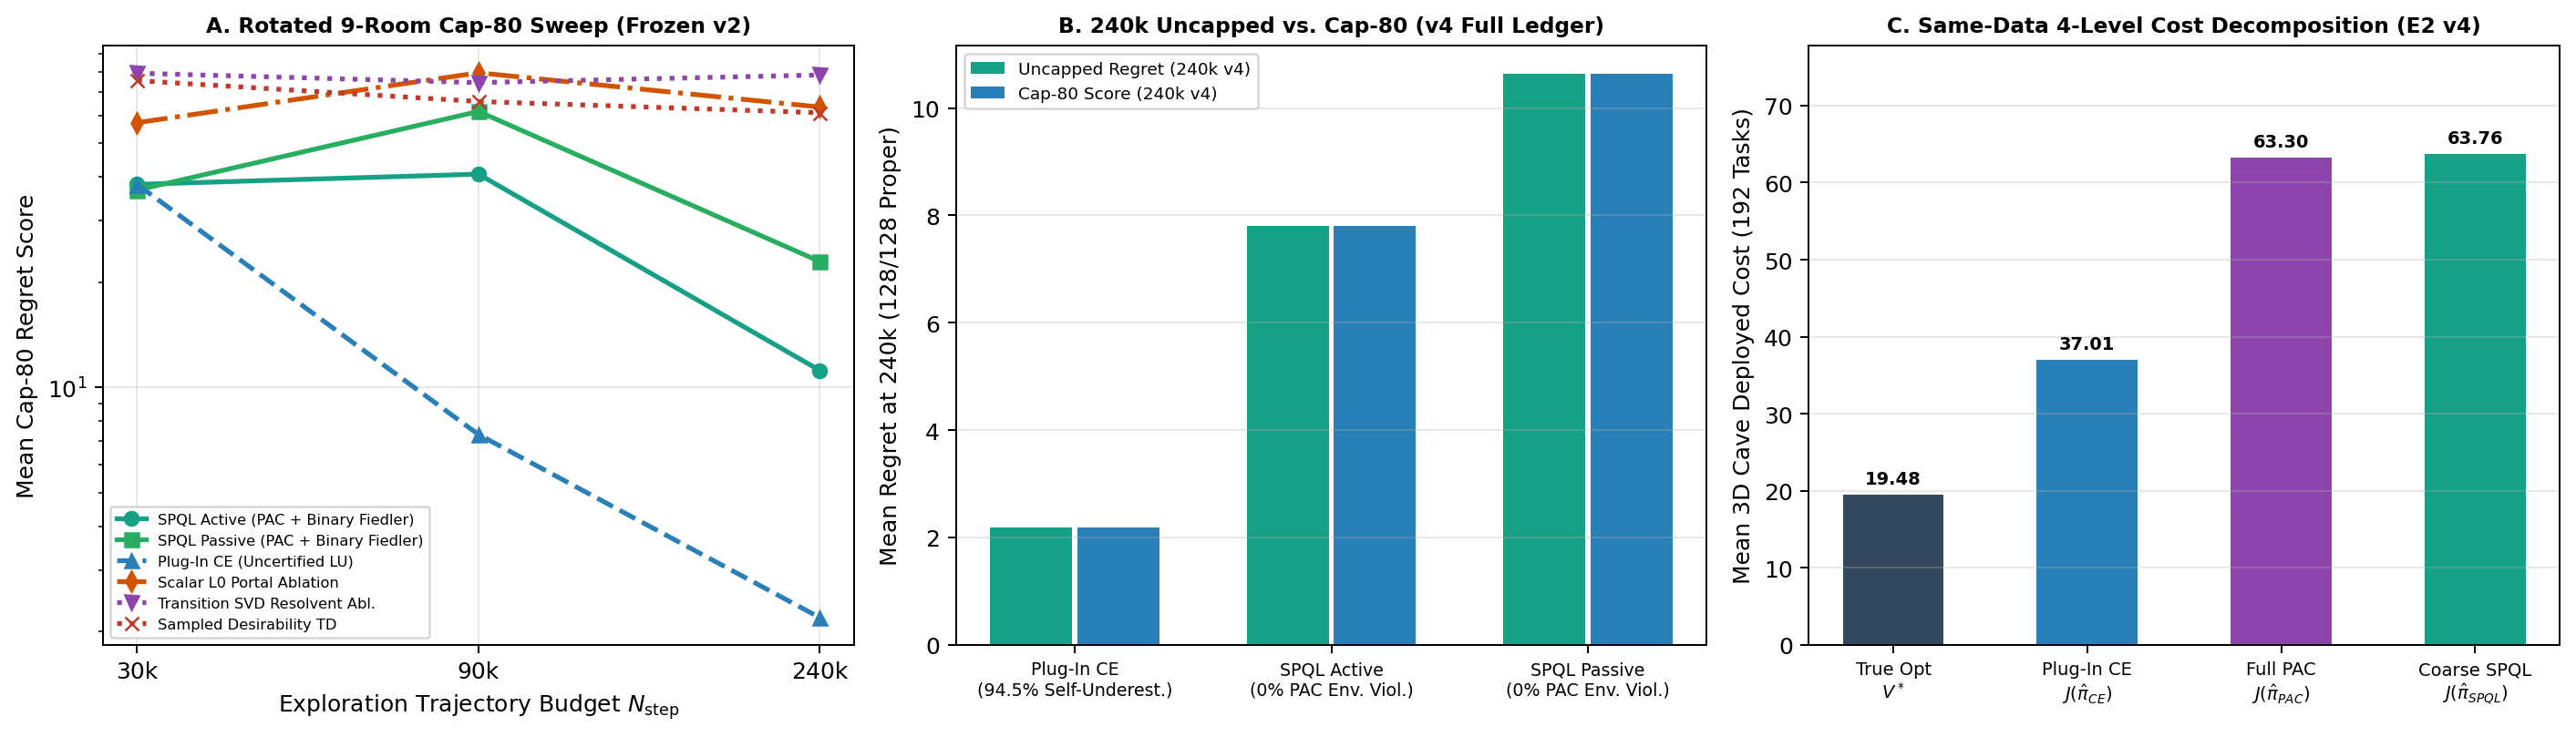 A. Rotated 9-Room Cap-80 Sweep (Frozen v2)
Mean Cap-80 Regret Score
10¹
SPQL Active (PAC + Binary Fiedler)
SPQL Passive (PAC + Binary Fiedler)
Plug-In CE (Uncertified LU)
Scalar L0 Portal Ablation
Transition SVD Resolvent Abl.
Sampled Desirability TD
30k
90k
240k
Exploration Trajectory Budget N_step
B. 240k Uncapped vs. Cap-80 (v4 Full Ledger)
Mean Regret at 240k (128/128 Proper)
Uncapped Regret (240k v4)
Cap-80 Score (240k v4)
10
8
6
4
2
0
Plug-In CE
(94.5% Self-Underest.)
SPQL Active
(0% PAC Env. Viol.)
SPQL Passive
(0% PAC Env. Viol.)
C. Same-Data 4-Level Cost Decomposition (E2 v4)
Mean 3D Cave Deployed Cost (192 Tasks)
70
60
50
40
30
20
10
0
19.48
37.01
63.30
63.76
True Opt
V*
Plug-In CE
J(π̂_CE)
Full PAC
J(π̂_PAC)
Coarse SPQL
J(π̂_SPQL)